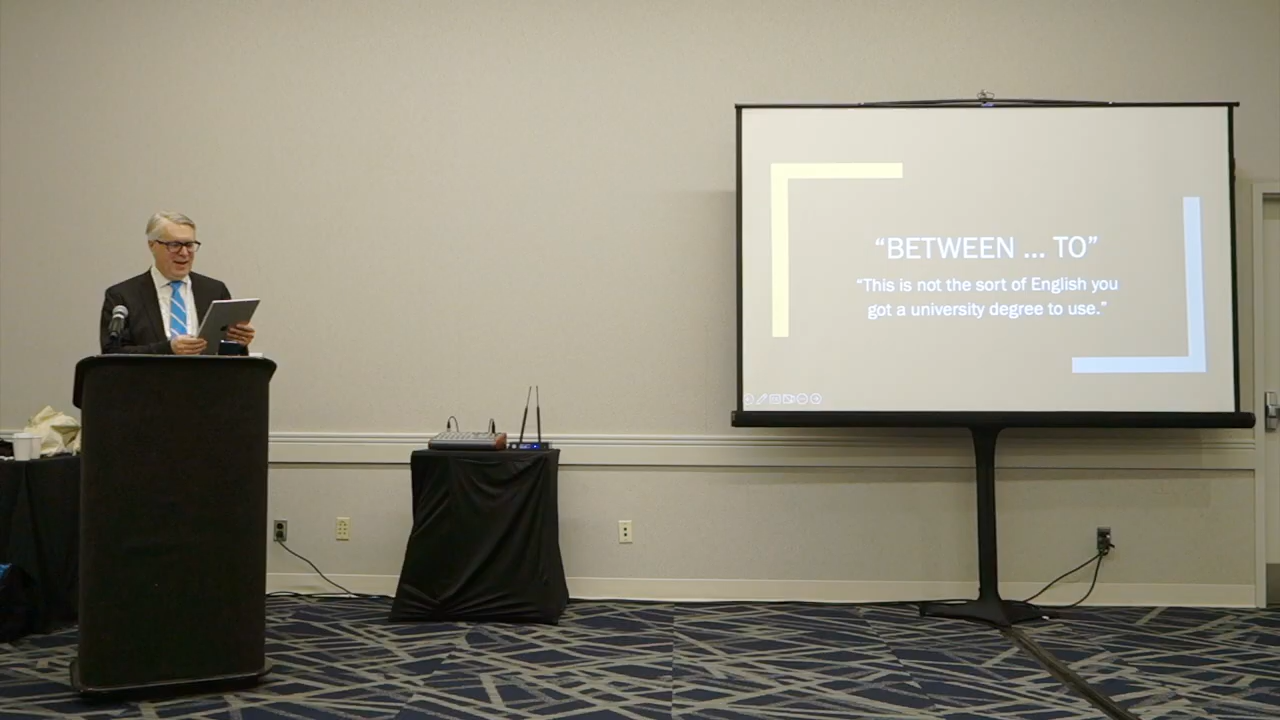 “BETWEEN ... TO”
“This is not the sort of English you
got a university degree to use.”